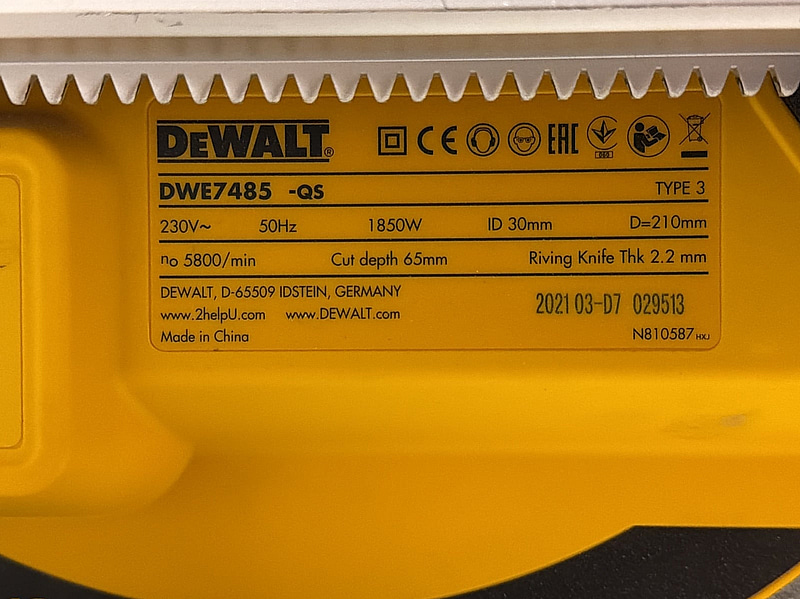 DEWALT® EAC
DWE7485 -QS TYPE 3
230V~ 50Hz 1850W ID 30mm D=210mm
no 5800/min Cut depth 65mm Riving Knife Thk 2.2 mm
DEWALT, D-65509 IDSTEIN, GERMANY
www.2helpU.com www.DEWALT.com
2021 03-D7 029513
Made in China
N810587 HXJ